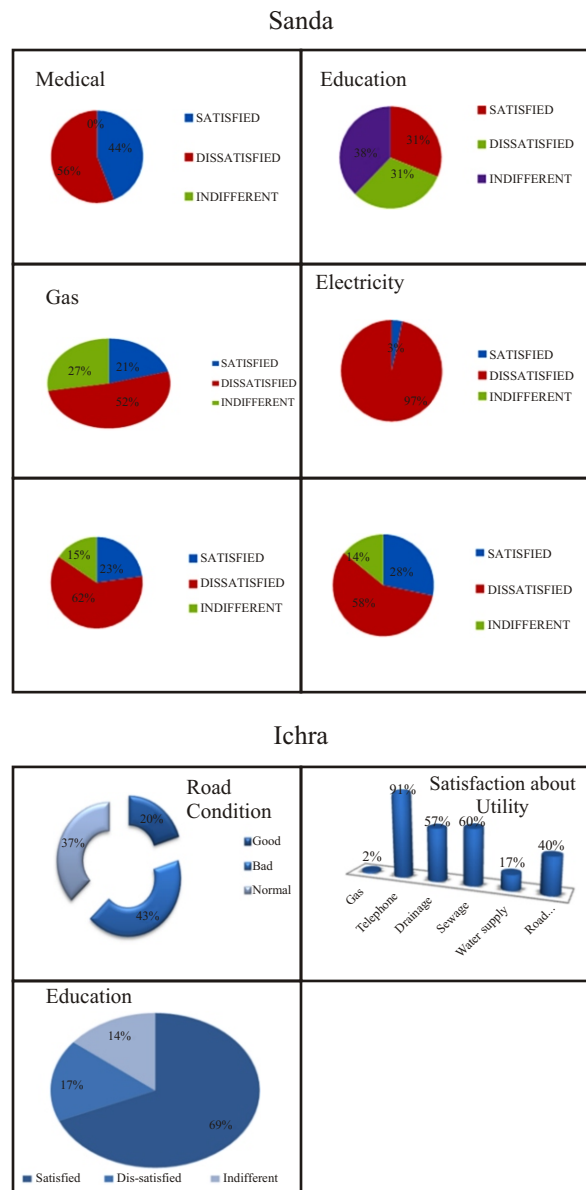 Sanda
Medical
0%
44%
56%
SATISFIED
DISSATISFIED
INDIFFERENT
Education
31%
38%
31%
SATISFIED
DISSATISFIED
INDIFFERENT
Gas
27%
21%
52%
SATISFIED
DISSATISFIED
INDIFFERENT
Electricity
3%
97%
SATISFIED
DISSATISFIED
INDIFFERENT
15%
23%
62%
SATISFIED
DISSATISFIED
INDIFFERENT
14%
28%
58%
SATISFIED
DISSATISFIED
INDIFFERENT
Ichra
Road
Condition
20%
37%
43%
Good
Bad
Normal
Satisfaction about
Utility
2%
91%
57%
60%
17%
40%
Gas
Telephone
Drainage
Sewage
Water supply
Road...
Education
14%
17%
69%
Satisfied Dis-satisfied Indifferent